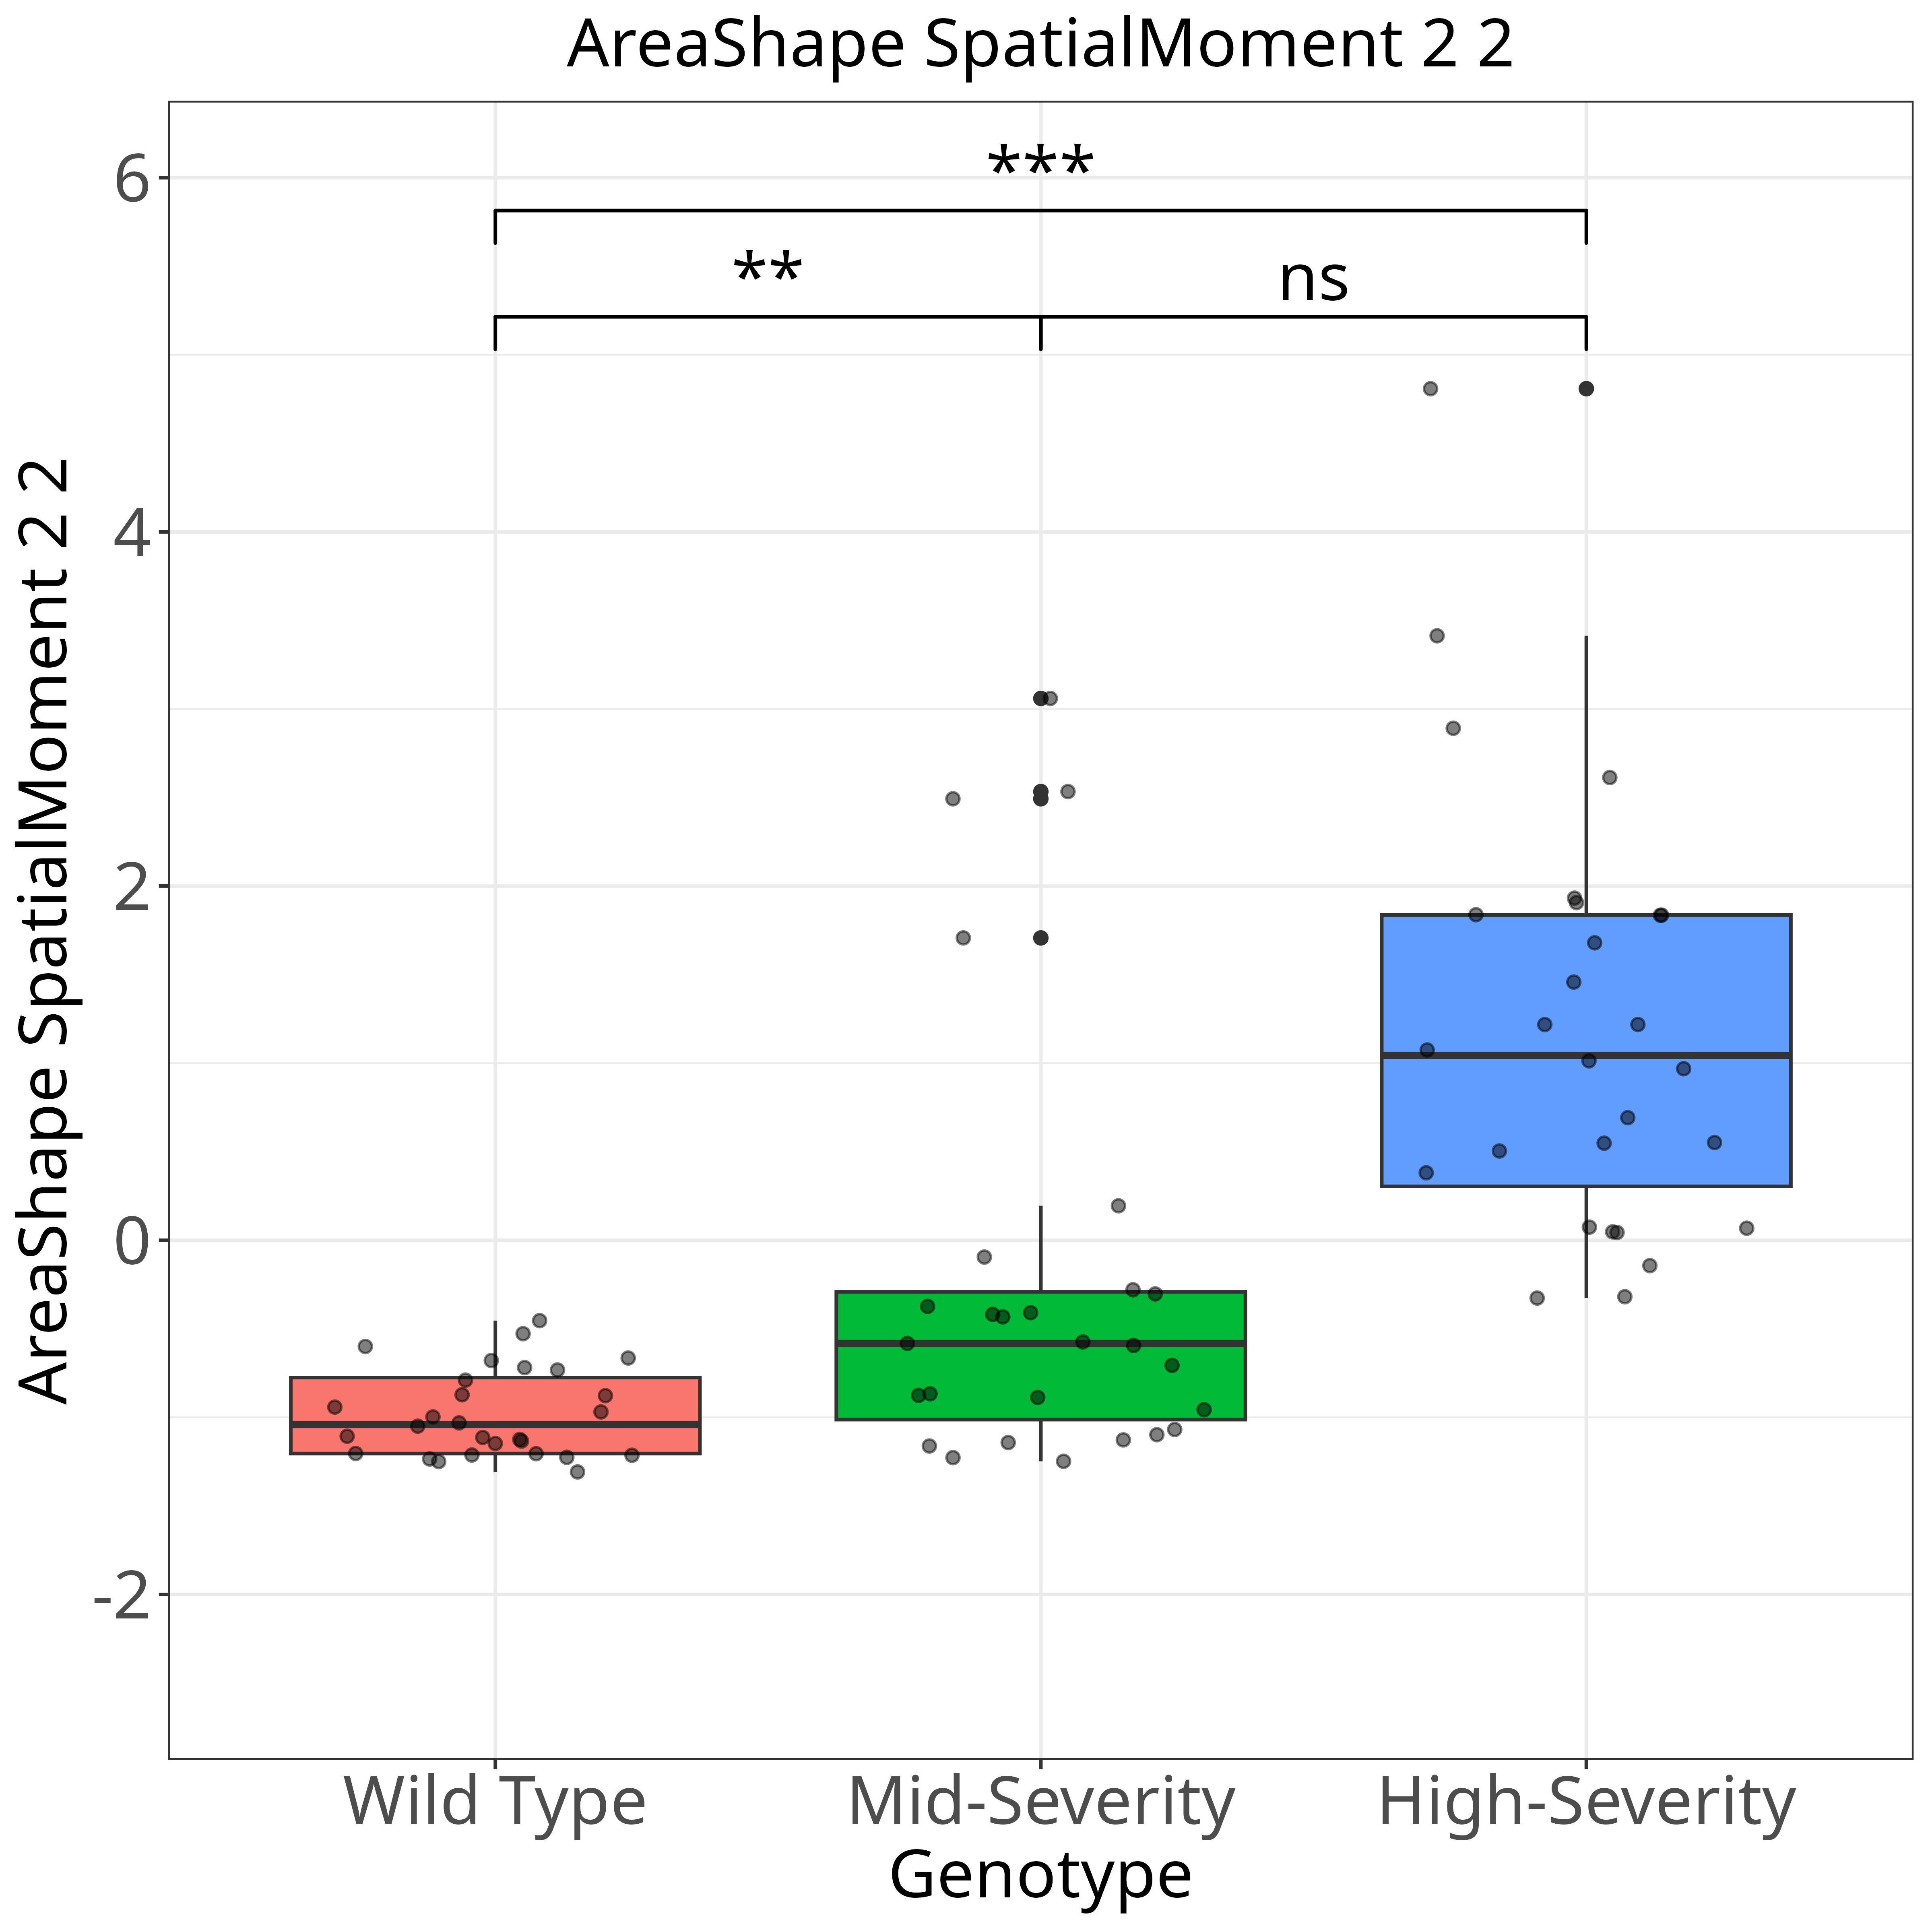 AreaShape SpatialMoment 2 2
AreaShape SpatialMoment 2 2
6
4
2
0
-2
***
**
ns
Wild Type
Mid-Severity
High-Severity
Genotype